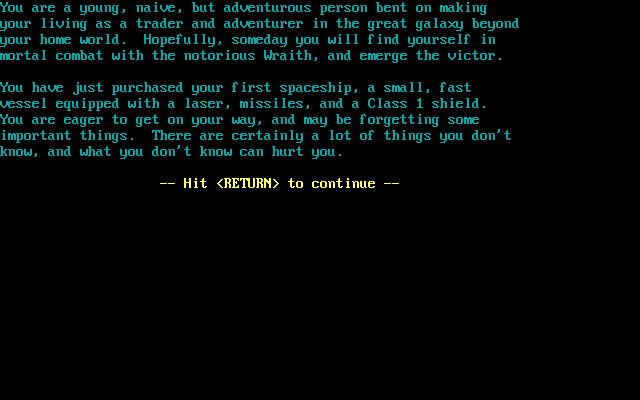 You are a young, naive, but adventurous person bent on making
your living as a trader and adventurer in the great galaxy beyond
your home world.  Hopefully, someday you will find yourself in
mortal combat with the notorious Wraith, and emerge the victor.
You have just purchased your first spaceship, a small, fast
vessel equipped with a laser, missiles, and a Class 1 shield.
You are eager to get on your way, and may be forgetting some
important things.  There are certainly a lot of things you don't
know, and what you don't know can hurt you.
-- Hit <RETURN> to continue --